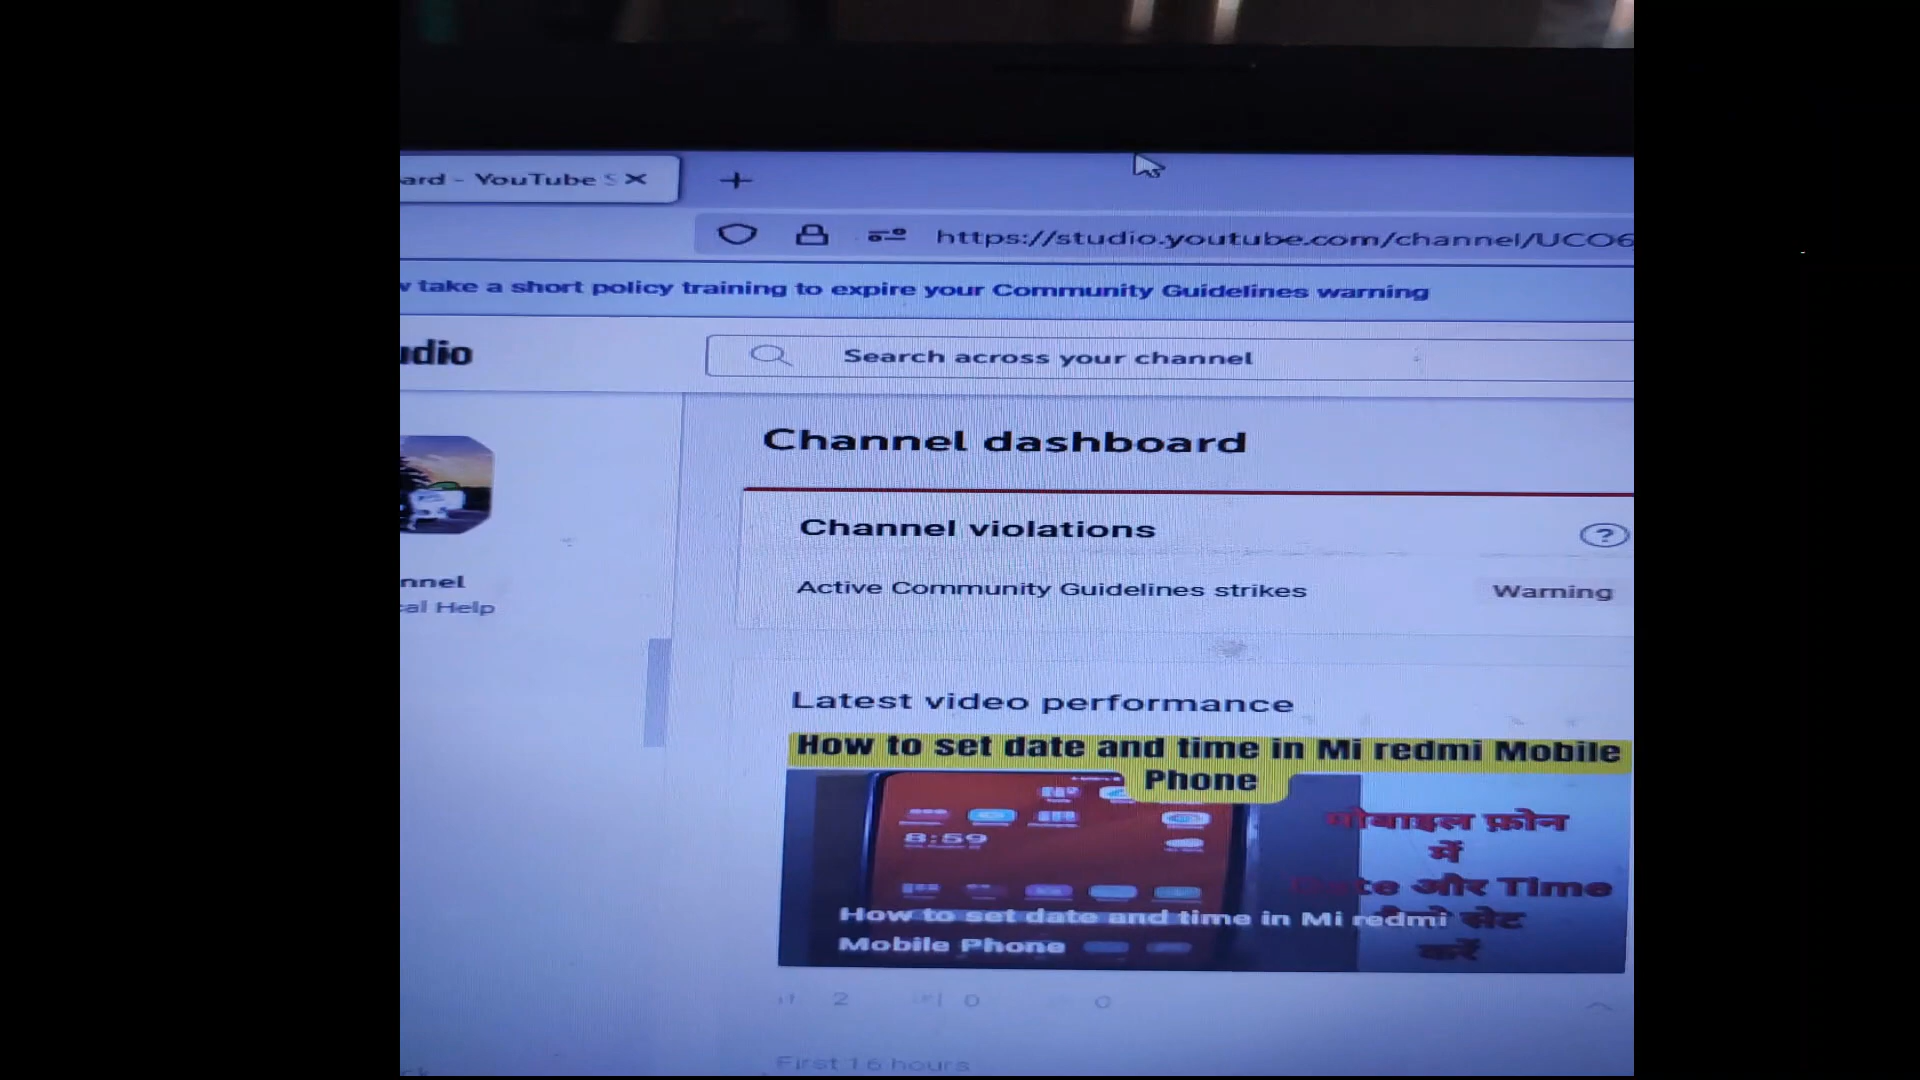 ard - YouTube S
https://studio.youtube.com/channel/UCO6
take a short policy training to expire your Community Guidelines warning
udio
Search across your channel
Channel dashboard
Channel violations
?
Active Community Guidelines strikes
Warning
nnel
cal Help
Latest video performance
How to set date and time in Mi redmi Mobile
Phone
8:59
मोबाइल फ़ोन
में
Date और Time
सेट
करें
How to set date and time in Mi redmi
Mobile Phone
2
0
0
First 16 hours